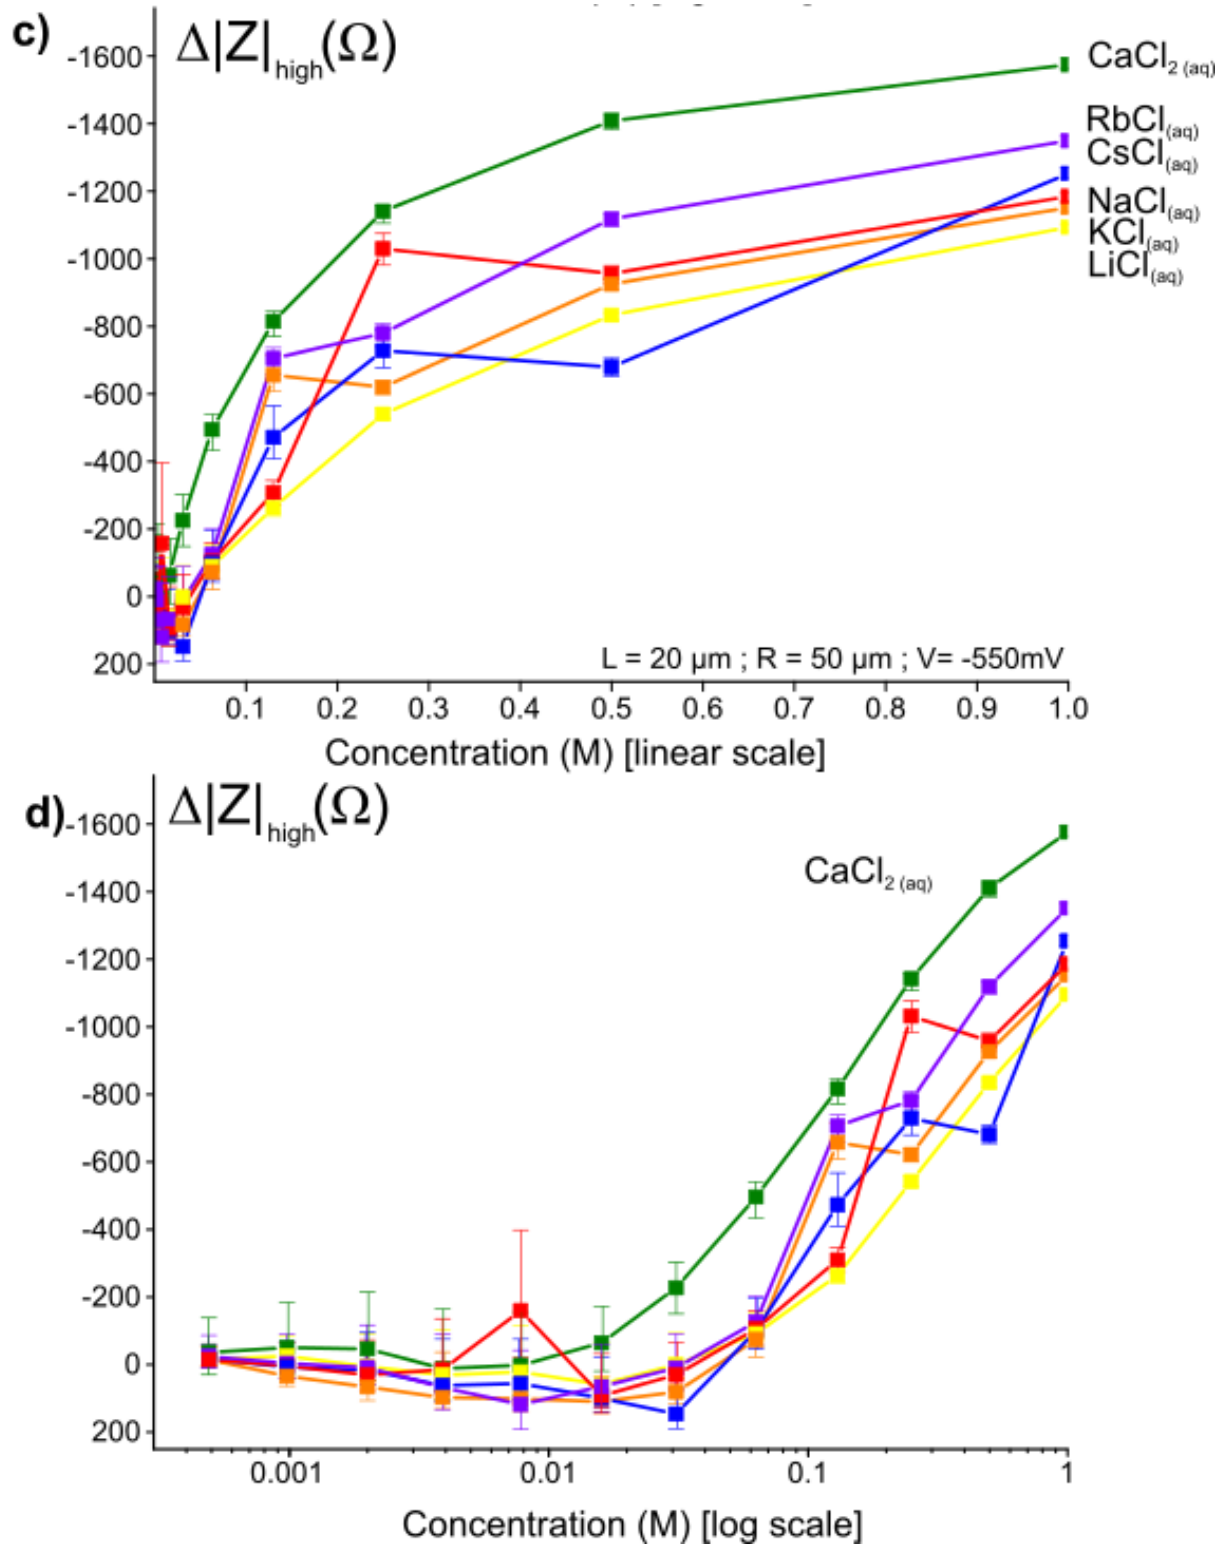 c)
Δ|Z|high(Ω)
-1600
-1400
-1200
-1000
-800
-600
-400
-200
0
200
CaCl2 (aq)
RbCl(aq)
CsCl(aq)
NaCl(aq)
KCl(aq)
LiCl(aq)
L = 20 µm ; R = 50 µm ; V= -550mV
0.1 0.2 0.3 0.4 0.5 0.6 0.7 0.8 0.9 1.0
Concentration (M) [linear scale]
d)
Δ|Z|high(Ω)
-1600
-1400
-1200
-1000
-800
-600
-400
-200
0
200
CaCl2 (aq)
0.001 0.01 0.1 1
Concentration (M) [log scale]